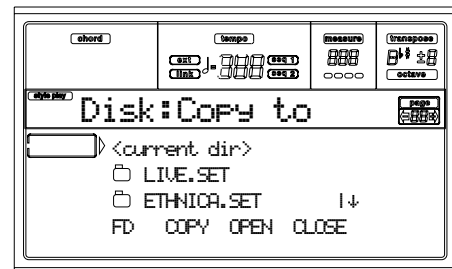 chord tempo measure transpose
ext seq 1
link seq 2
octave
style play
Disk:Copy to
page
<current dir>
LIVE.SET
ETHNICA.SET
FD COPY OPEN CLOSE